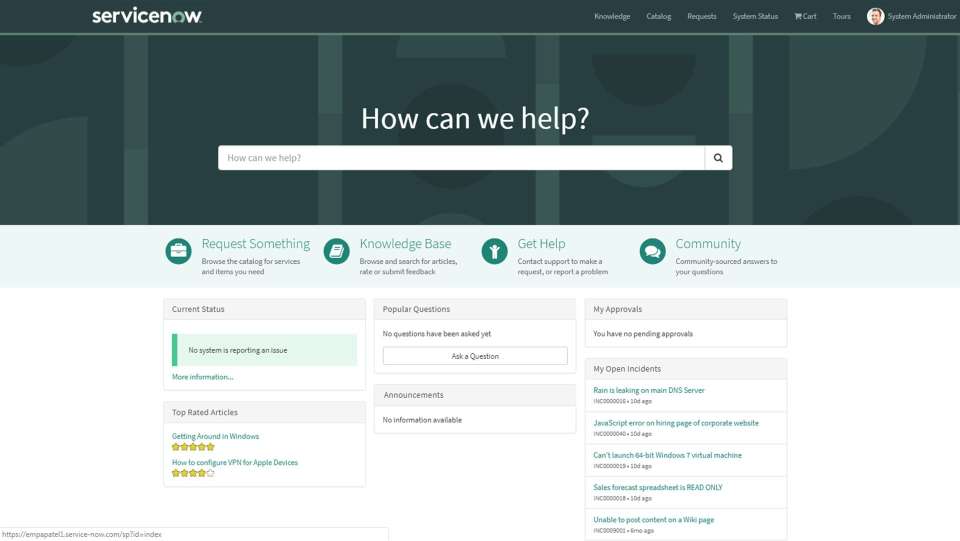 servicenow
Knowledge Catalog Requests System Status Cart Tours System Administrator
How can we help?
How can we help?
Request Something
Browse the catalog for services
and items you need
Knowledge Base
Browse and search for articles,
rate or submit feedback
Get Help
Contact support to make a
request, or report a problem
Community
Community-sourced answers to
your questions
Current Status
No system is reporting an issue
More information...
Top Rated Articles
Getting Around in Windows
How to configure VPN for Apple Devices
Popular Questions
No questions have been asked yet
Ask a Question
Announcements
No information available
My Approvals
You have no pending approvals
My Open Incidents
Rain is leaking on main DNS Server
INC0000016 • 10d ago
JavaScript error on hiring page of corporate website
INC0000040 • 10d ago
Can't launch 64-bit Windows 7 virtual machine
INC0000019 • 10d ago
Sales forecast spreadsheet is READ ONLY
INC0000018 • 10d ago
Unable to post content on a Wiki page
INC0009001 • 6mo ago
https://empapatel1.service-now.com/sp?id=index